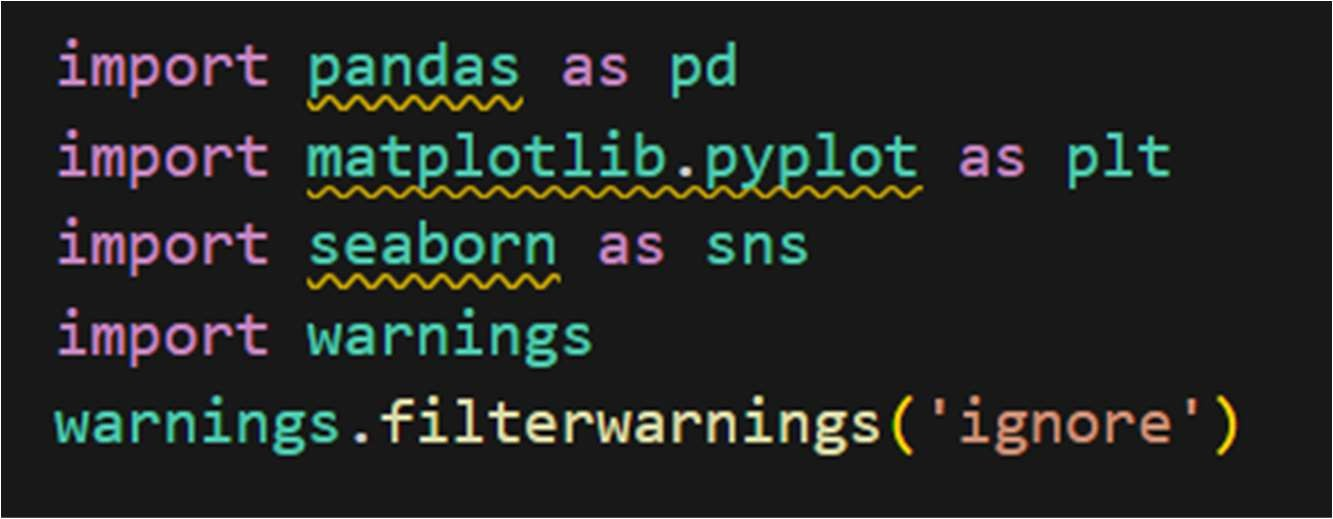 import pandas as pd
import matplotlib.pyplot as plt
import seaborn as sns
import warnings
warnings.filterwarnings('ignore')